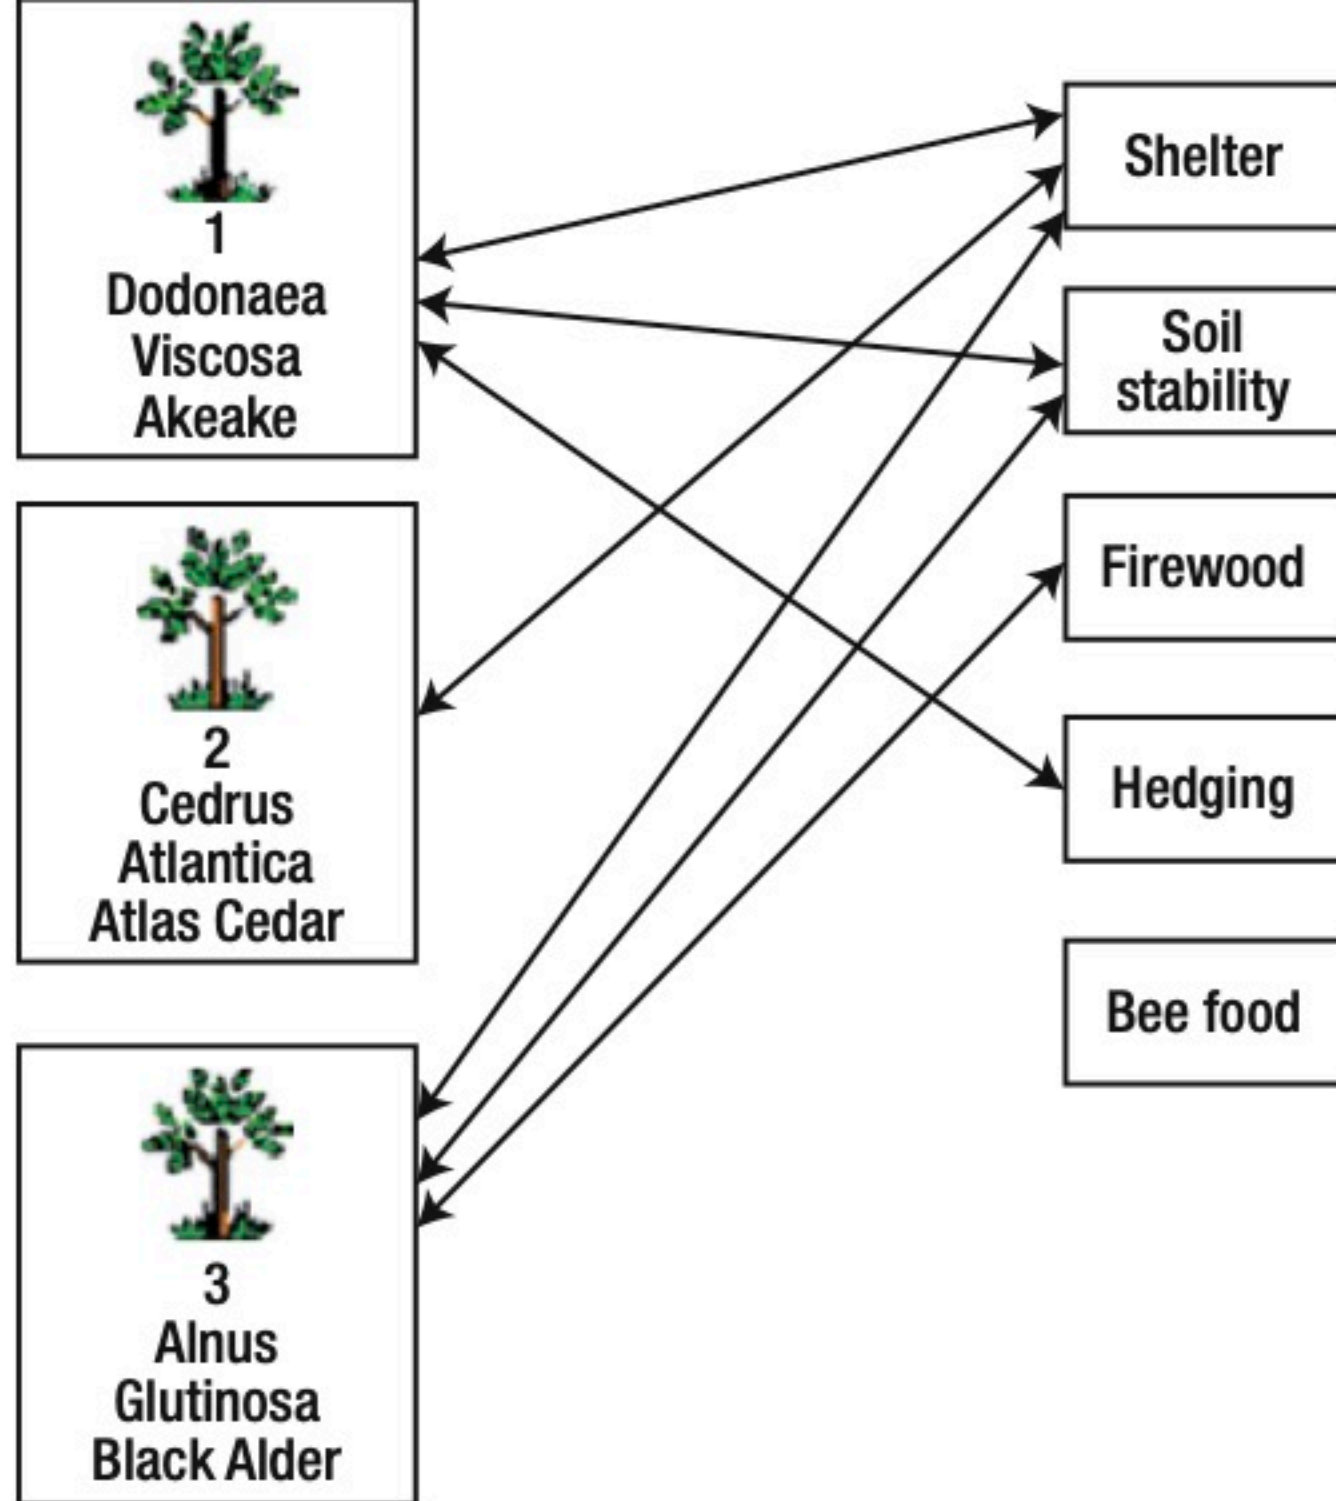 1
Dodonaea
Viscosa
Akeake
2
Cedrus
Atlantica
Atlas Cedar
3
Alnus
Glutinosa
Black Alder
Shelter
Soil
stability
Firewood
Hedging
Bee food